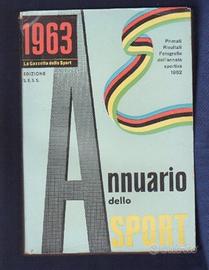 1963
La Gazzetta dello Sport
EDIZIONE
S.E.S.S.
Primati
Risultati
Fotografie
dell'annata
sportiva
1962
Annuario
dello
SPORT